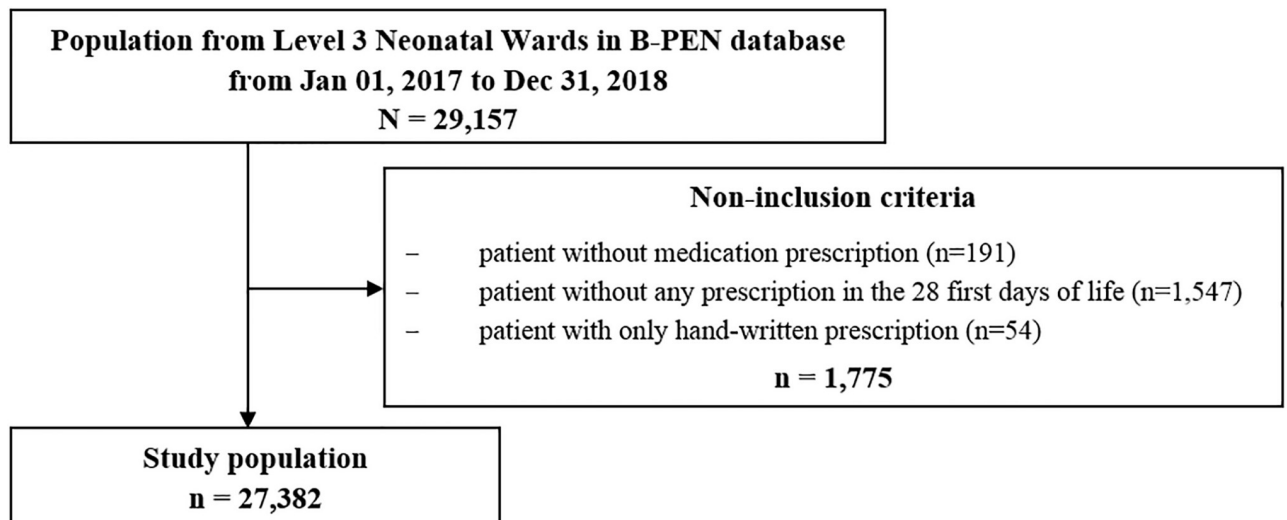 Population from Level 3 Neonatal Wards in B-PEN database
from Jan 01, 2017 to Dec 31, 2018
N = 29,157
Non-inclusion criteria
– patient without medication prescription (n=191)
– patient without any prescription in the 28 first days of life (n=1,547)
– patient with only hand-written prescription (n=54)
n = 1,775
Study population
n = 27,382